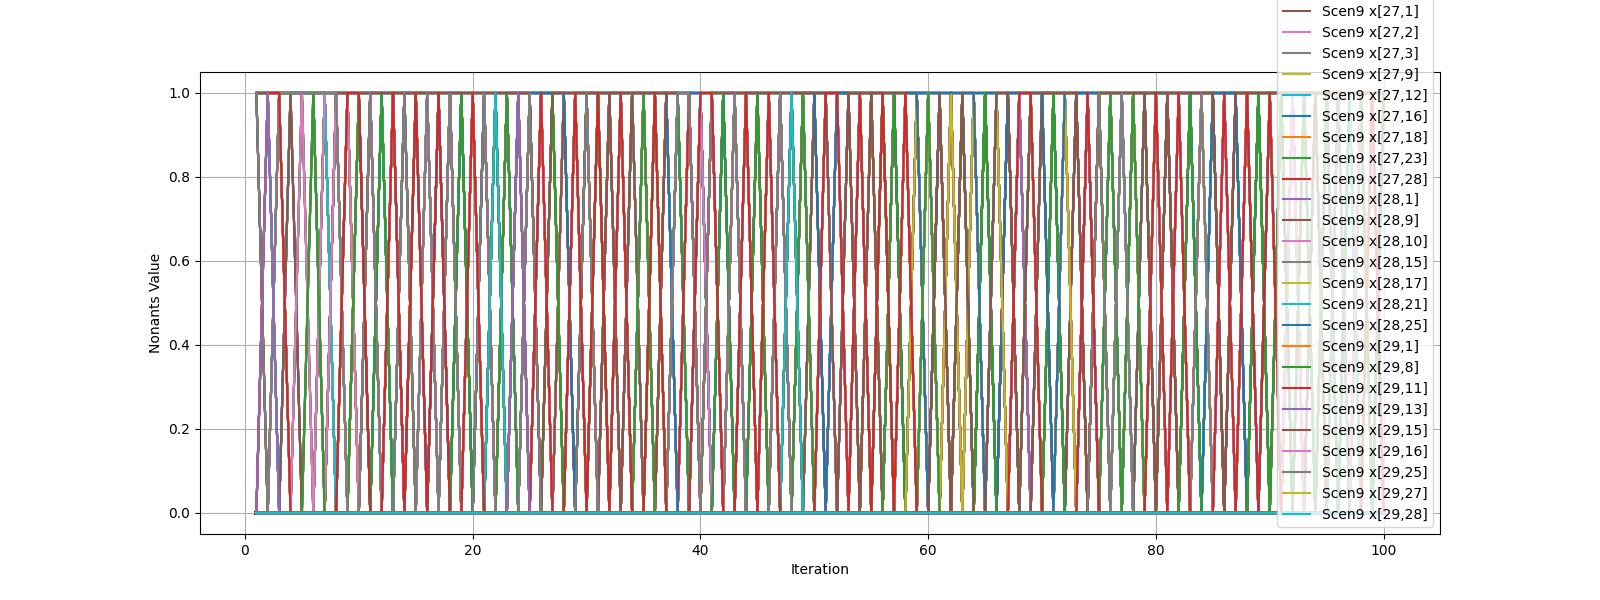 Scen9 x[27,1]
Scen9 x[27,2]
Scen9 x[27,3]
Scen9 x[27,9]
Scen9 x[27,12]
Scen9 x[27,16]
Scen9 x[27,18]
Scen9 x[27,23]
Scen9 x[27,28]
Scen9 x[28,1]
Scen9 x[28,9]
Scen9 x[28,10]
Scen9 x[28,15]
Scen9 x[28,17]
Scen9 x[28,21]
Scen9 x[28,25]
Scen9 x[29,1]
Scen9 x[29,8]
Scen9 x[29,11]
Scen9 x[29,13]
Scen9 x[29,15]
Scen9 x[29,16]
Scen9 x[29,25]
Scen9 x[29,27]
Scen9 x[29,28]
1.0
0.8
0.6
0.4
0.2
0.0
Nonants Value
0 20 40 60 80 100
Iteration